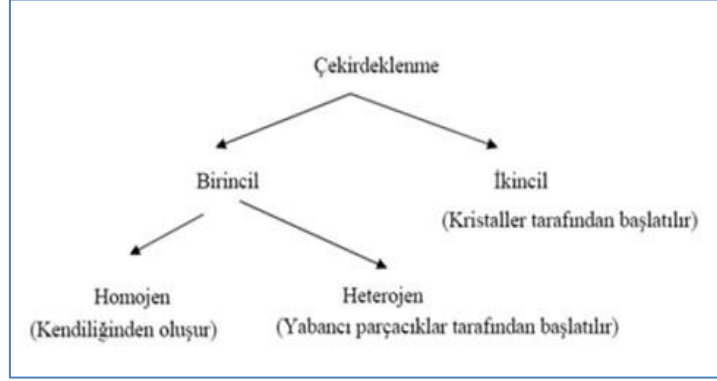 Çekirdeklenme
Birincil
İkincil
(Kristaller tarafından başlatılır)
Homojen
(Kendiliğinden oluşur)
Heterojen
(Yabancı parçacıklar tarafından başlatılır)